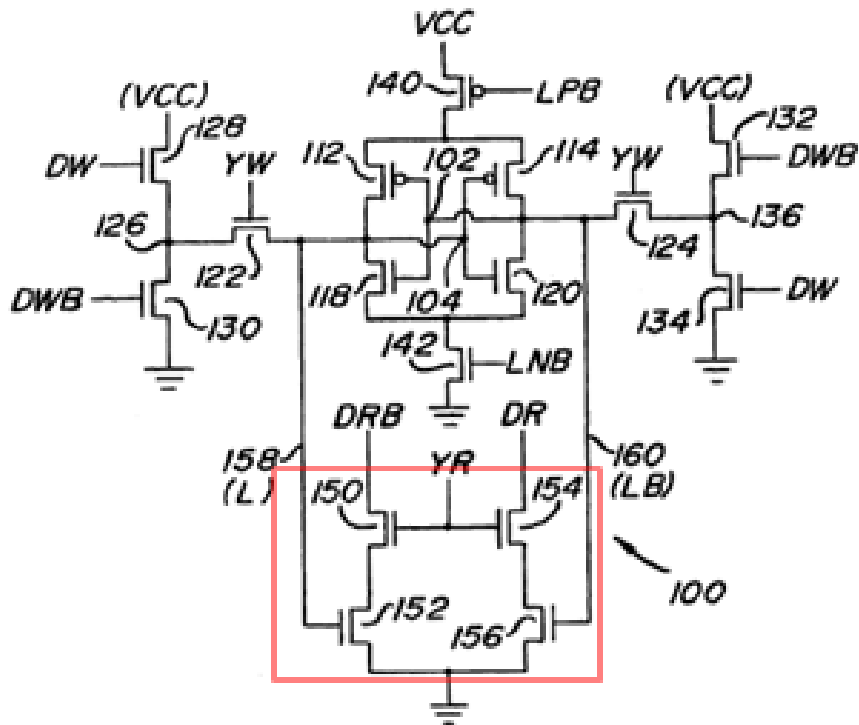 VCC
140
LPB
(VCC)
128
DW
YW
112
102
114
(VCC)
132
DWB
YW
126
122
136
124
118
104
120
DWB
130
134
DW
142
LNB
DRB
DR
158
(L)
YR
160
(LB)
150
154
152
156
100